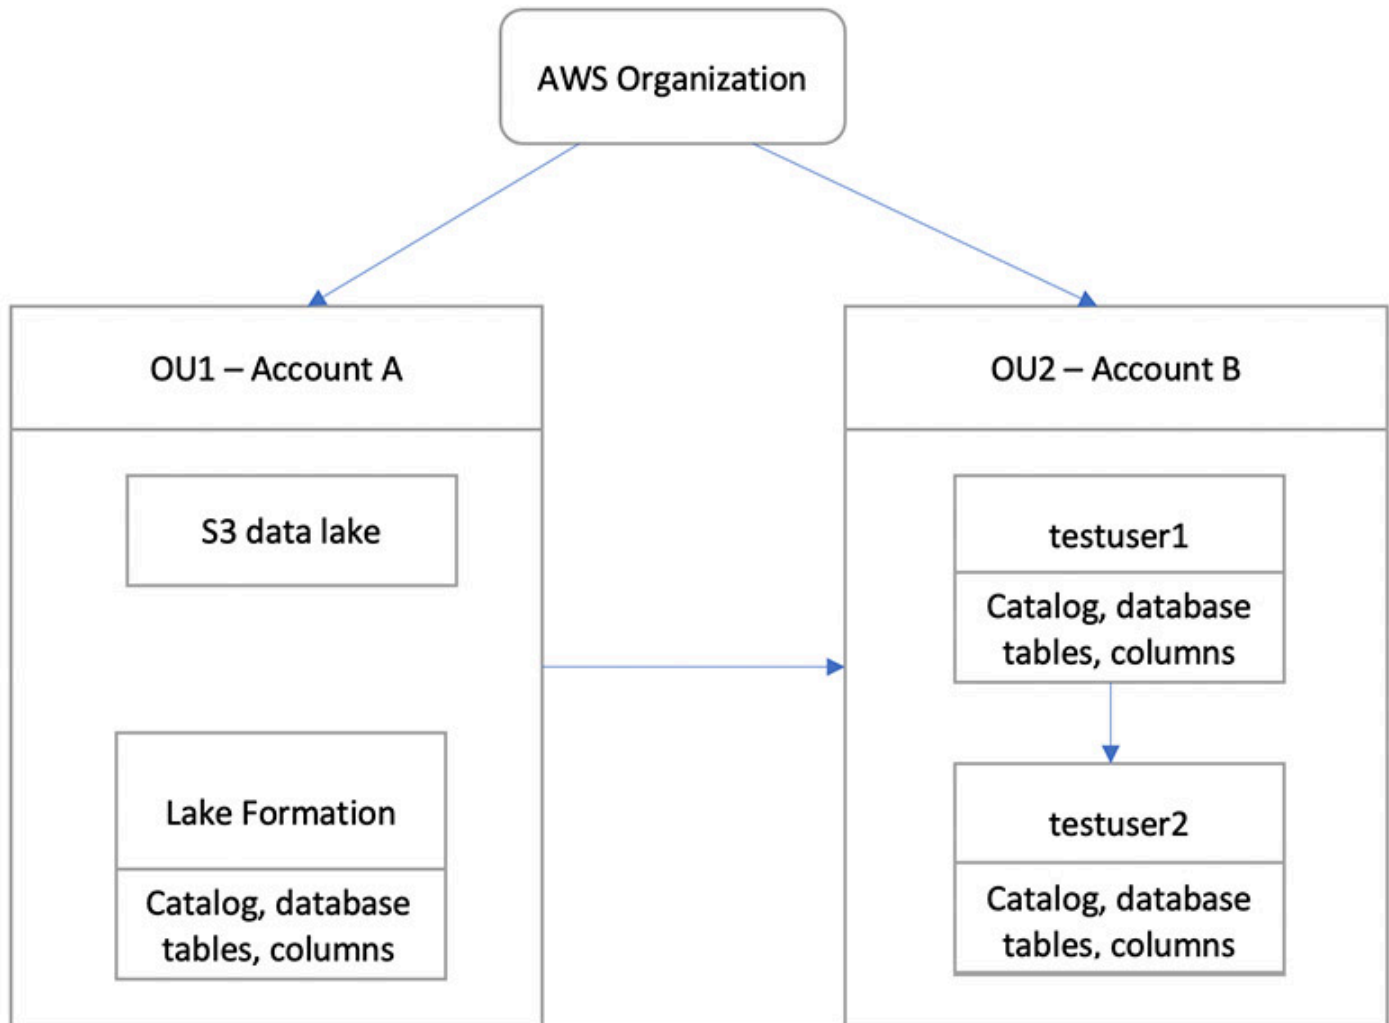 AWS Organization
OU1 – Account A
S3 data lake
Lake Formation
Catalog, database
tables, columns
OU2 – Account B
testuser1
Catalog, database
tables, columns
testuser2
Catalog, database
tables, columns